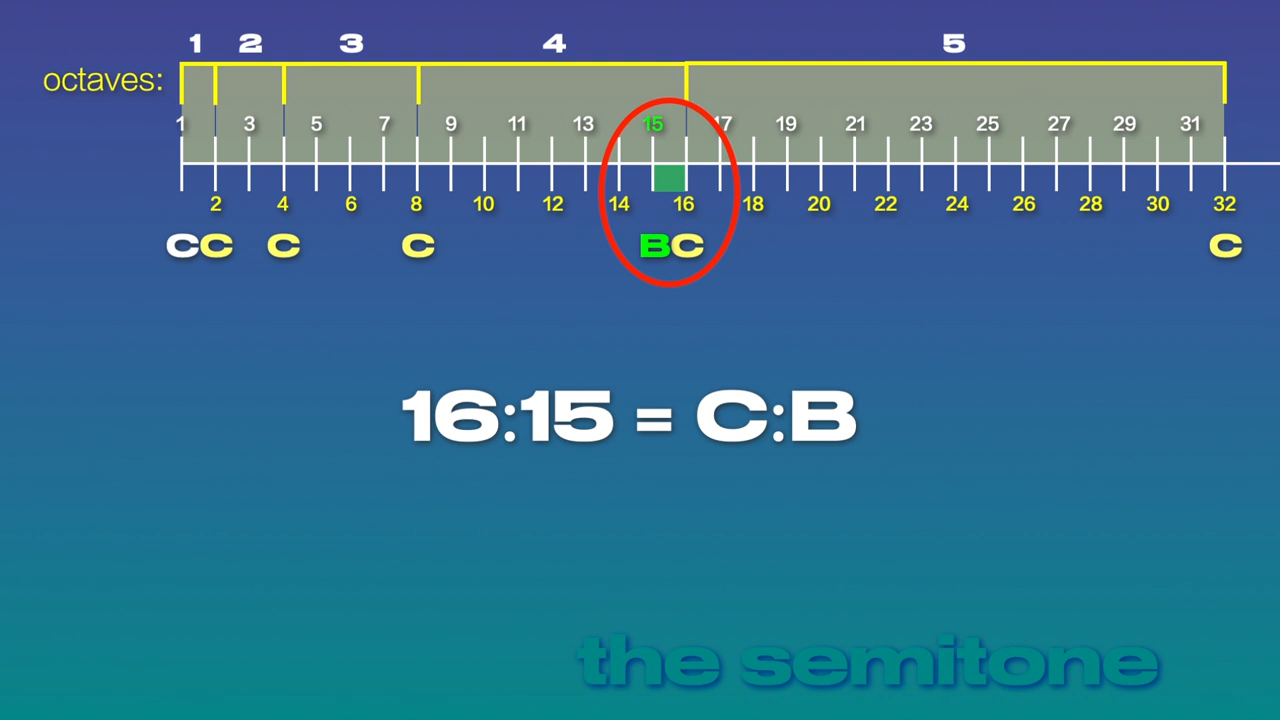 1 2 3 4 5
octaves:
1 3 5 7 9 11 13 15 17 19 21 23 25 27 29 31
2 4 6 8 10 12 14 16 18 20 22 24 26 28 30 32
C C C C B C C
16:15 = C:B
the semitone